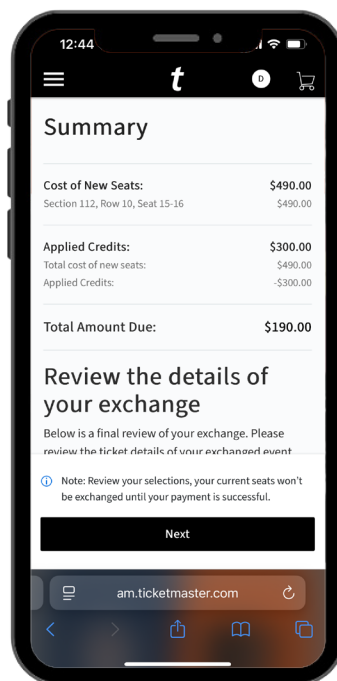 12:44
t
D
Summary
Cost of New Seats: $490.00
Section 112, Row 10, Seat 15-16 $490.00
Applied Credits: $300.00
Total cost of new seats: $490.00
Applied Credits: -$300.00
Total Amount Due: $190.00
Review the details of
your exchange
Below is a final review of your exchange. Please
review the ticket details of your exchanged event
Note: Review your selections, your current seats won't
be exchanged until your payment is successful.
Next
am.ticketmaster.com